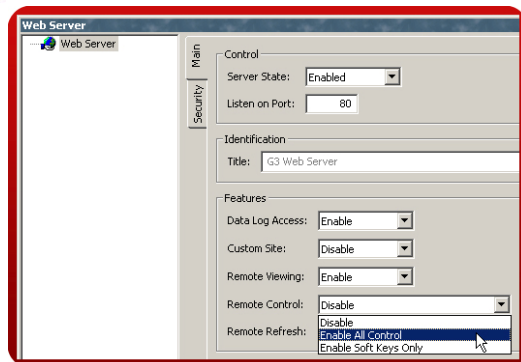 Web Server
Web Server
Main
Security
Control
Server State: Enabled
Listen on Port: 80
Identification
Title: G3 Web Server
Features
Data Log Access: Enable
Custom Site: Disable
Remote Viewing: Enable
Remote Control: Disable
Disable
Enable All Control
Remote Refresh:
Enable Soft Keys Only